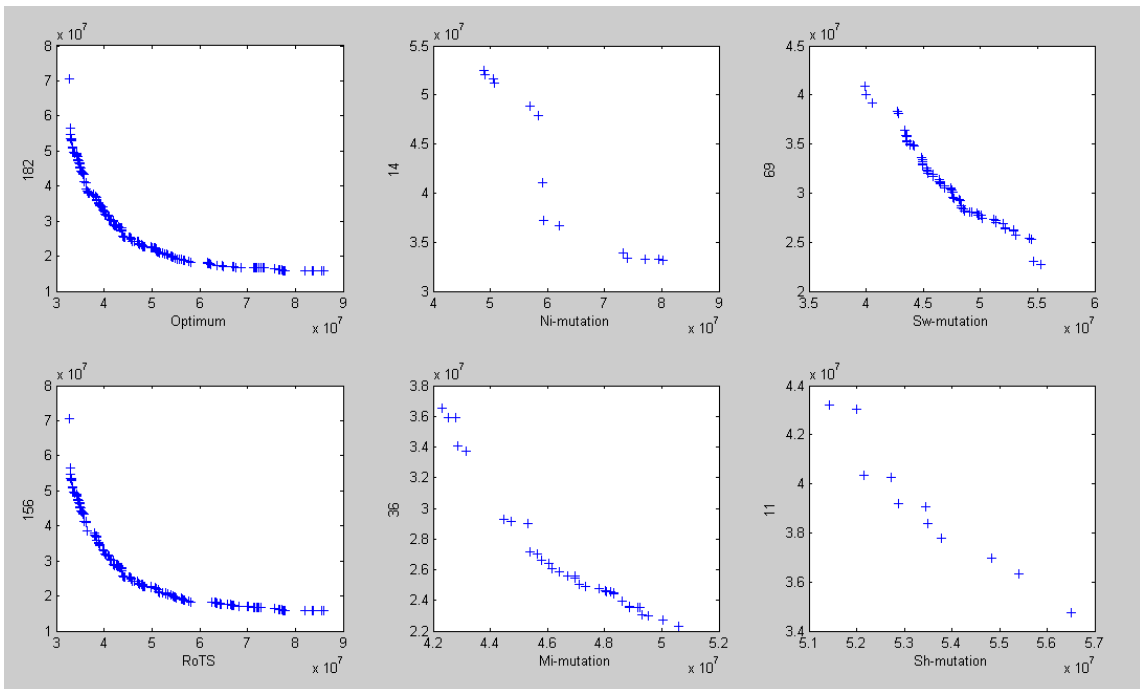 x 10^7
8
7
6
5
4
3
2
1
182
3 4 5 6 7 8 9
Optimum
x 10^7
x 10^7
5.5
5
4.5
4
3.5
3
14
4 5 6 7 8 9
Ni-mutation
x 10^7
x 10^7
4.5
4
3.5
3
2.5
2
69
3.5 4 4.5 5 5.5 6
Sw-mutation
x 10^7
x 10^7
8
7
6
5
4
3
2
1
156
3 4 5 6 7 8 9
RoTS
x 10^7
x 10^7
3.8
3.6
3.4
3.2
3
2.8
2.6
2.4
2.2
36
4.2 4.4 4.6 4.8 5 5.2
Mi-mutation
x 10^7
x 10^7
4.4
4.2
4
3.8
3.6
3.4
11
5.1 5.2 5.3 5.4 5.5 5.6 5.7
Sh-mutation
x 10^7